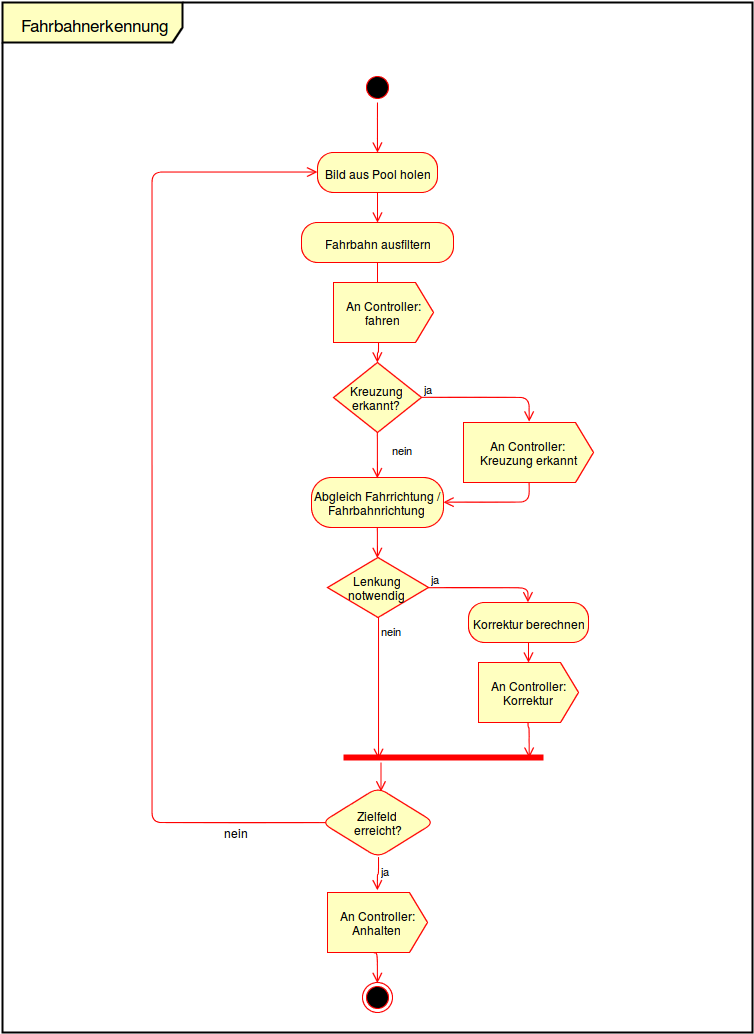 Fahrbahnerkennung
Bild aus Pool holen
Fahrbahn ausfiltern
An Controller:
fahren
Kreuzung
erkannt?
ja
nein
An Controller:
Kreuzung erkannt
Abgleich Fahrrichtung /
Fahrbahnrichtung
Lenkung
notwendig
ja
nein
Korrektur berechnen
An Controller:
Korrektur
Zielfeld
erreicht?
nein
ja
An Controller:
Anhalten